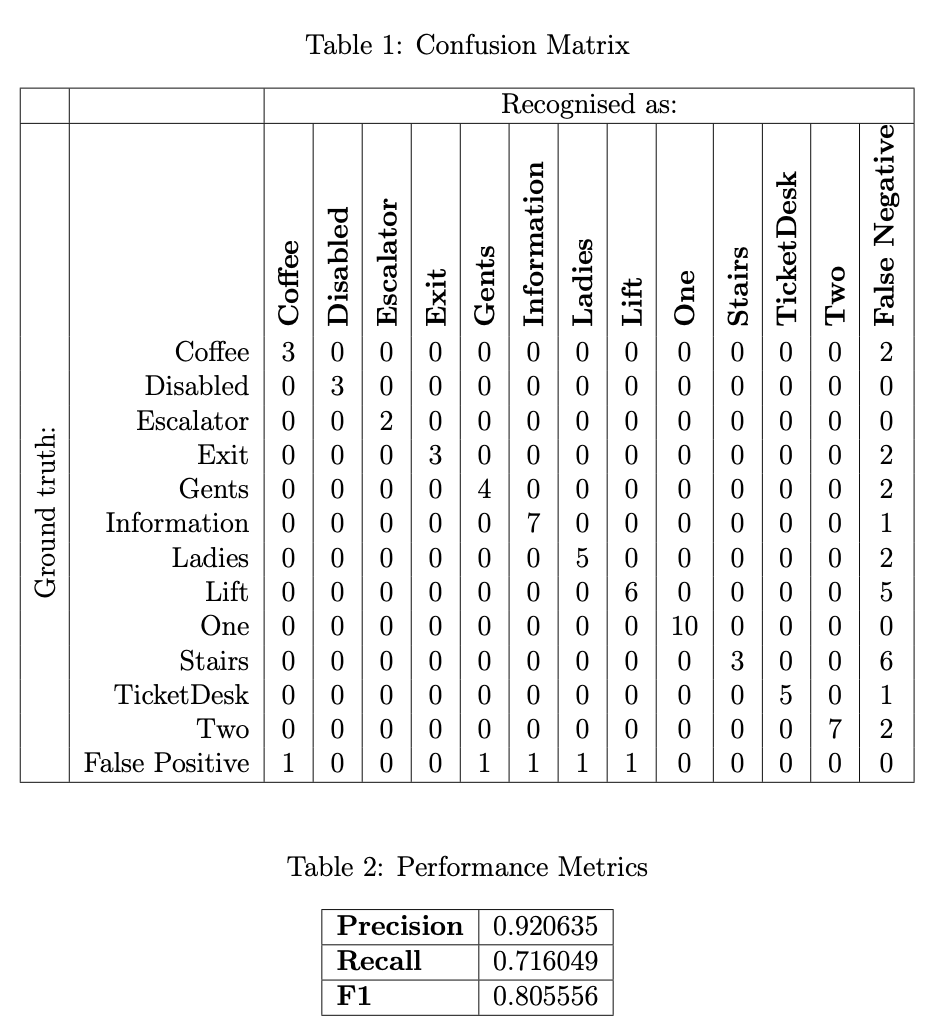 Table 1: Confusion Matrix
Recognised as:
Ground truth:
Coffee Disabled Escalator Exit Gents Information Ladies Lift One Stairs TicketDesk Two False Negative
Coffee 3 0 0 0 0 0 0 0 0 0 0 0 2
Disabled 0 3 0 0 0 0 0 0 0 0 0 0 0
Escalator 0 0 2 0 0 0 0 0 0 0 0 0 0
Exit 0 0 0 3 0 0 0 0 0 0 0 0 2
Gents 0 0 0 0 4 0 0 0 0 0 0 0 2
Information 0 0 0 0 0 7 0 0 0 0 0 0 1
Ladies 0 0 0 0 0 0 5 0 0 0 0 0 2
Lift 0 0 0 0 0 0 0 6 0 0 0 0 5
One 0 0 0 0 0 0 0 0 10 0 0 0 0
Stairs 0 0 0 0 0 0 0 0 0 3 0 0 6
TicketDesk 0 0 0 0 0 0 0 0 0 0 5 0 1
Two 0 0 0 0 0 0 0 0 0 0 0 7 2
False Positive 1 0 0 0 1 1 1 1 0 0 0 0 0
Table 2: Performance Metrics
Precision 0.920635
Recall 0.716049
F1 0.805556